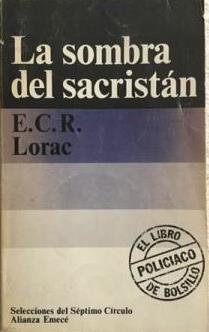 La sombra
del sacristán
E.C.R.
Lorac
EL LIBRO
POLICIACO
DE BOLSILLO
Selecciones del Séptimo Círculo
Alianza Emecé